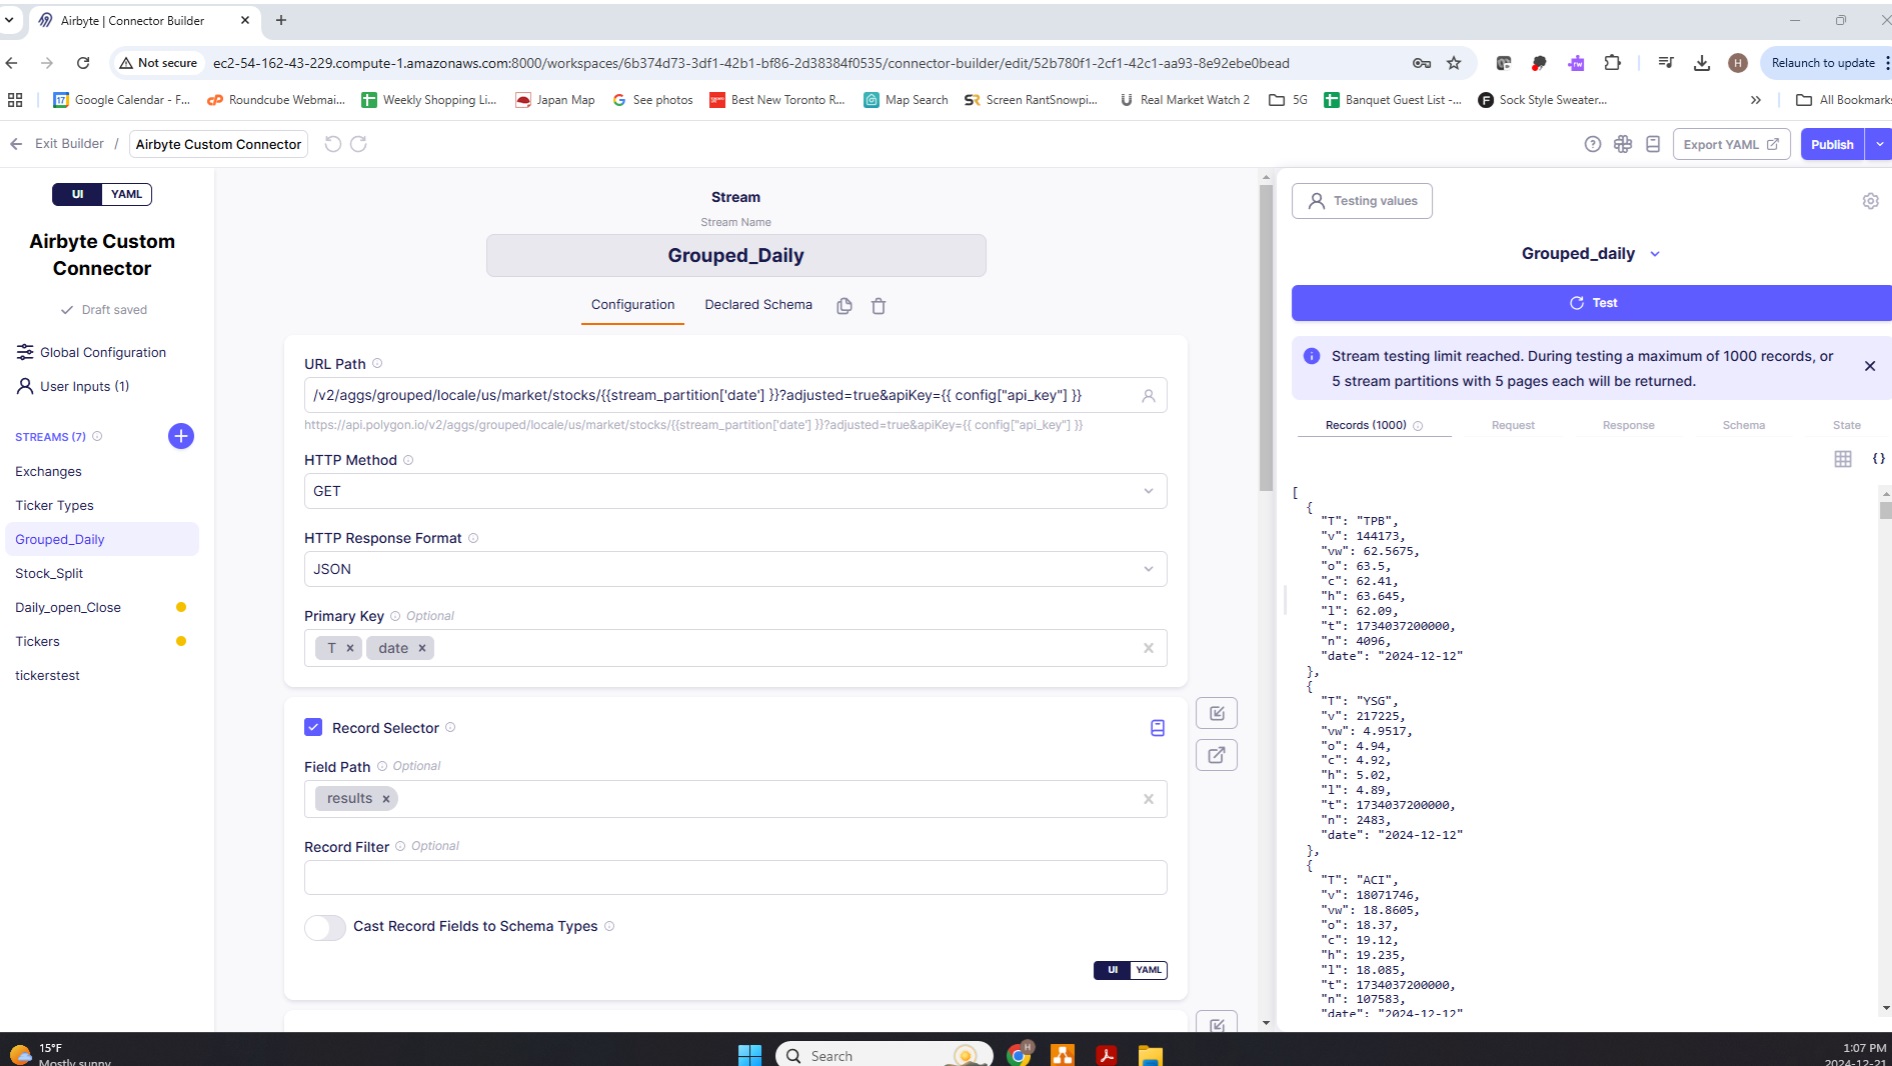 Airbyte | Connector Builder
Not secure
ec2-54-162-43-229.compute-1.amazonaws.com:8000/workspaces/6b374d73-3df1-42b1-bf86-2d38384f0535/connector-builder/edit/52b780f1-2cf1-42c1-aa93-8e92ebe0bead
H
Relaunch to update
Google Calendar - F...
Roundcube Webmai...
Weekly Shopping Li...
Japan Map
See photos
Best New Toronto R...
Map Search
Screen RantSnowpi...
Real Market Watch 2
5G
Banquet Guest List -...
Sock Style Sweater...
All Bookmarks
Exit Builder / Airbyte Custom Connector
Export YAML
Publish
UI YAML
Airbyte Custom
Connector
Draft saved
Global Configuration
User Inputs (1)
STREAMS (7)
Exchanges
Ticker Types
Grouped_Daily
Stock_Split
Daily_open_Close
Tickers
tickerstest
Stream
Stream Name
Grouped_Daily
Configuration Declared Schema
URL Path
/v2/aggs/grouped/locale/us/market/stocks/{{stream_partition['date'] }}?adjusted=true&apiKey={{ config["api_key"] }}
https://api.polygon.io/v2/aggs/grouped/locale/us/market/stocks/{{stream_partition['date'] }}?adjusted=true&apiKey={{ config["api_key"] }}
HTTP Method
GET
HTTP Response Format
JSON
Primary Key Optional
T date
Record Selector
Field Path Optional
results
Record Filter Optional
Cast Record Fields to Schema Types
UI YAML
Testing values
Grouped_daily
Test
Stream testing limit reached. During testing a maximum of 1000 records, or
5 stream partitions with 5 pages each will be returned.
Records (1000) Request Response Schema State
{}
[
{
"T": "TPB",
"v": 144173,
"vw": 62.5675,
"o": 63.5,
"c": 62.41,
"h": 63.645,
"l": 62.09,
"t": 1734037200000,
"n": 4096,
"date": "2024-12-12"
},
{
"T": "YSG",
"v": 217225,
"vw": 4.9517,
"o": 4.94,
"c": 4.92,
"h": 5.02,
"l": 4.89,
"t": 1734037200000,
"n": 2483,
"date": "2024-12-12"
},
{
"T": "ACI",
"v": 18071746,
"vw": 18.8605,
"o": 18.37,
"c": 19.12,
"h": 19.235,
"l": 18.085,
"t": 1734037200000,
"n": 107583,
"date": "2024-12-12"
15°F
Mostly sunny
Search
H
1:07 PM
2024-12-21